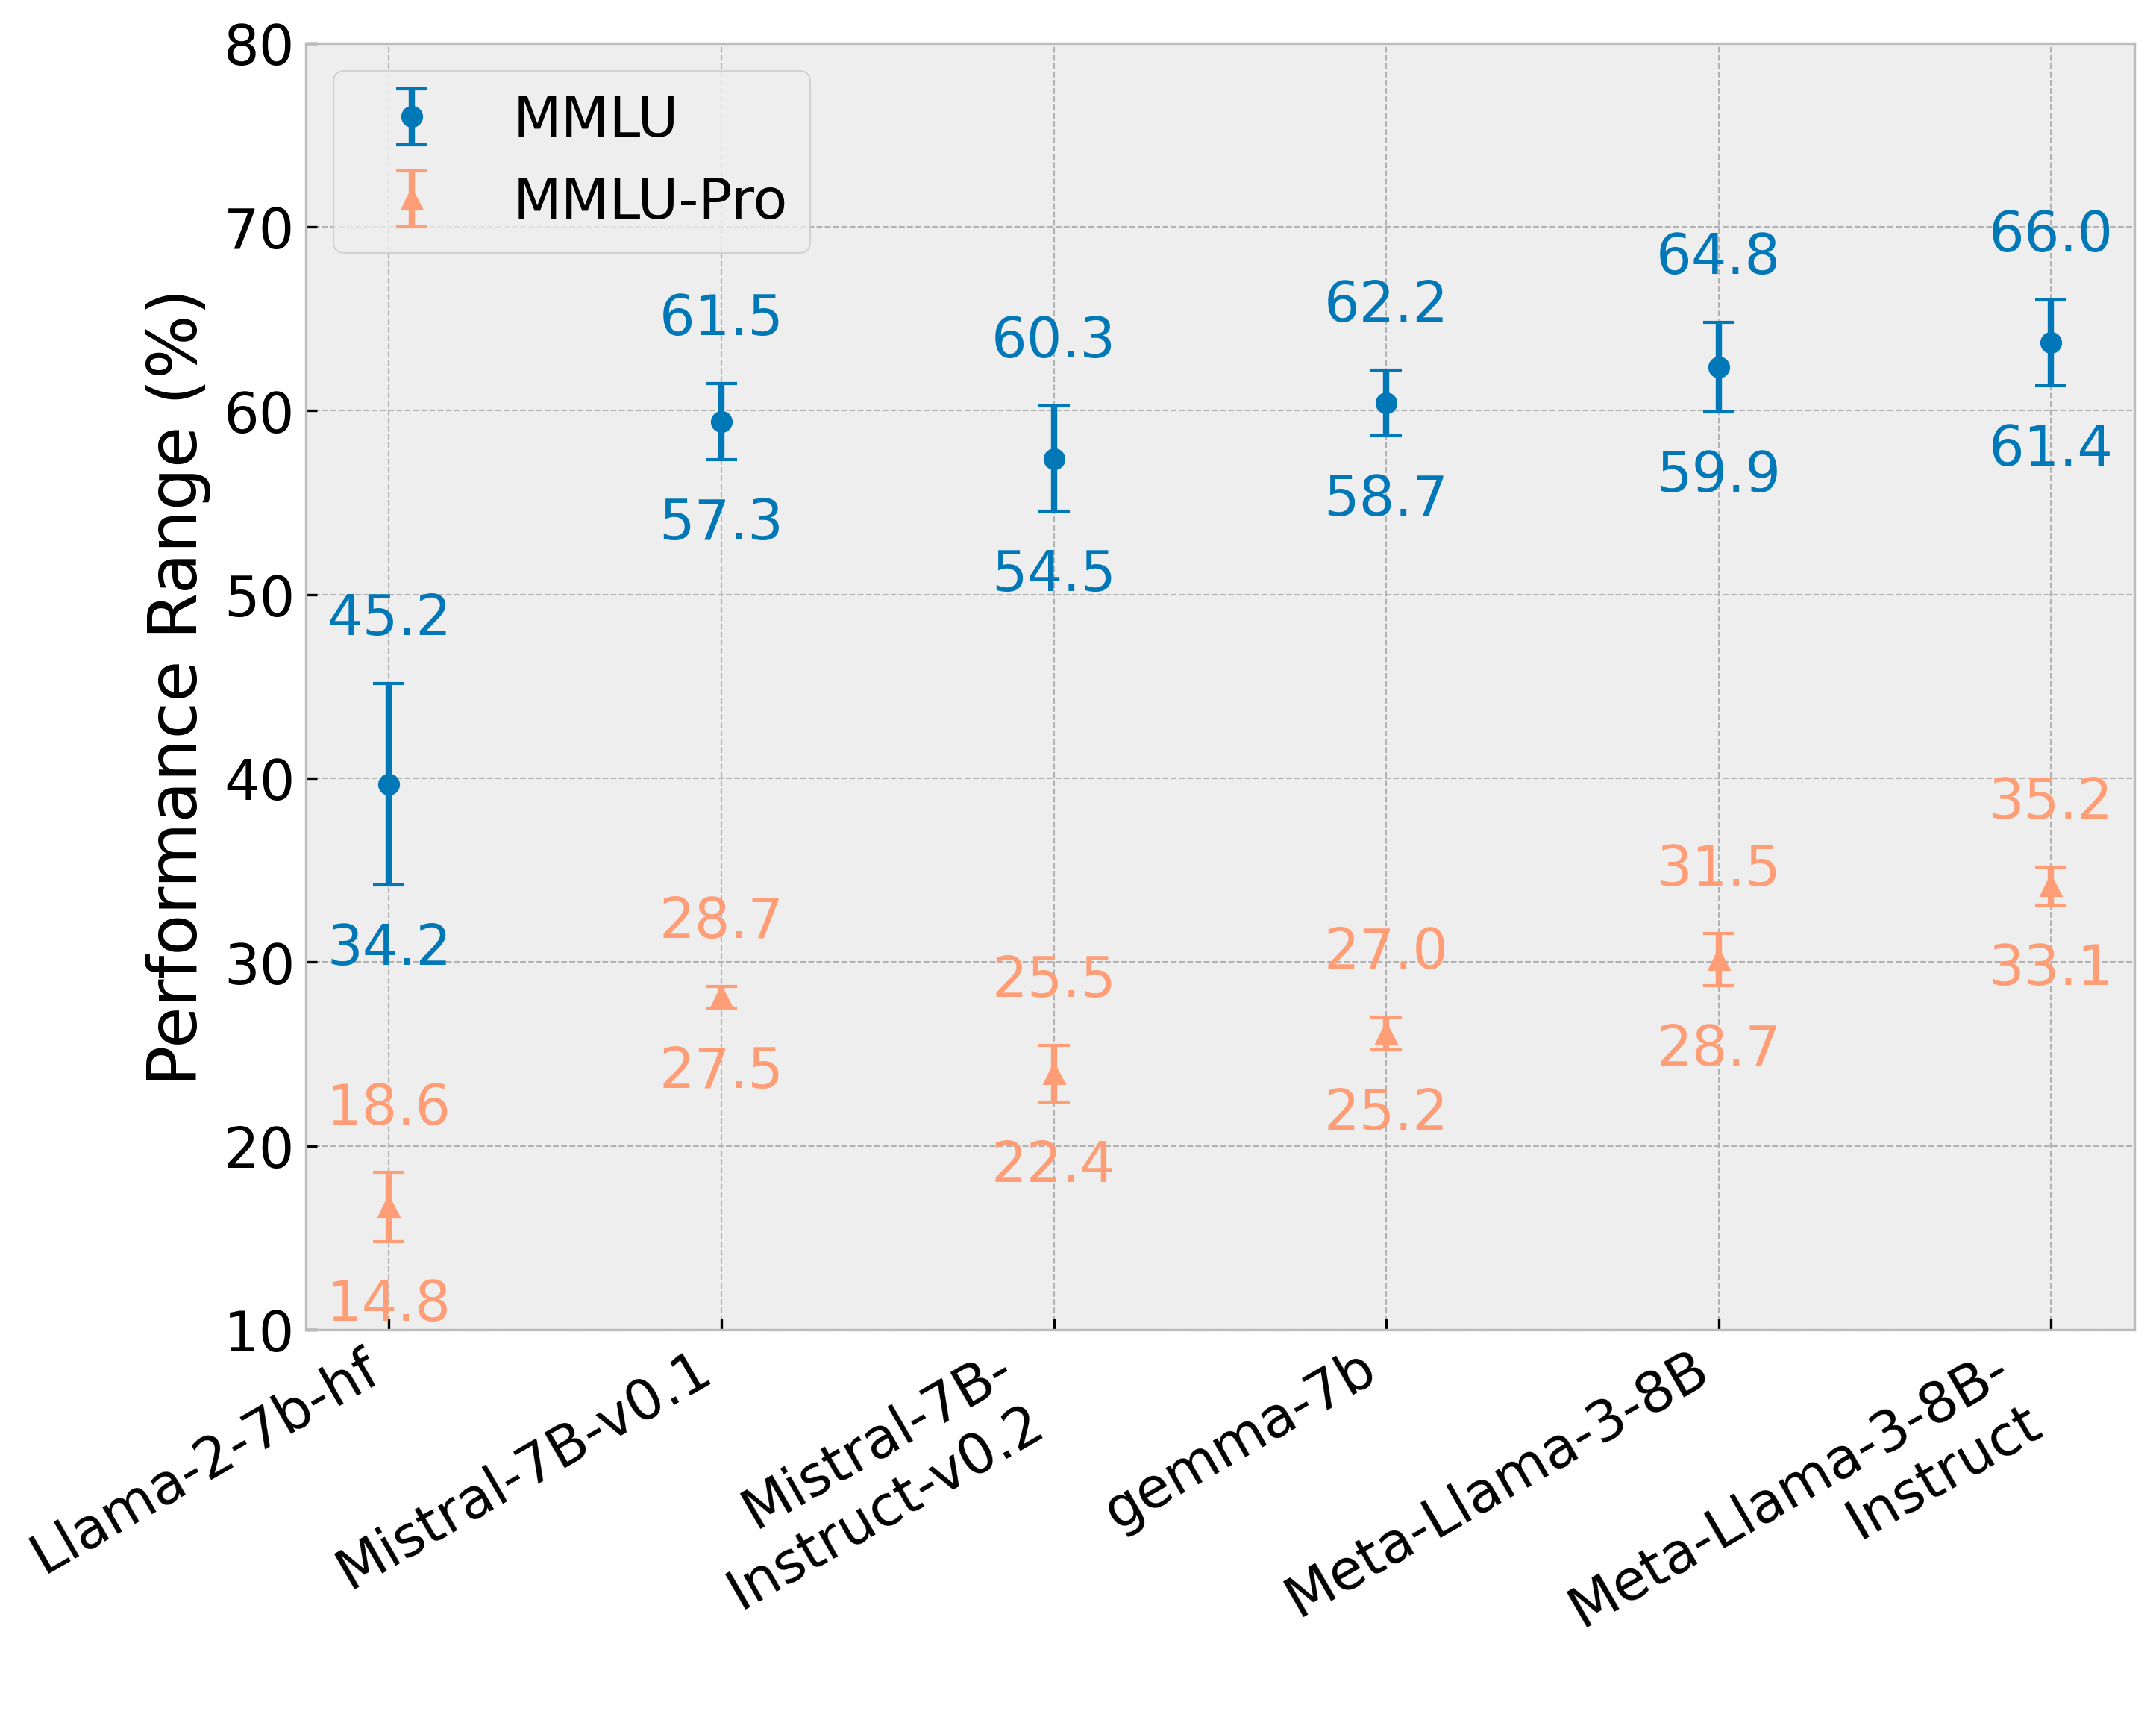 Performance Range (%)
80
70
60
50
40
30
20
10
MMLU
MMLU-Pro
45.2
34.2
18.6
14.8
61.5
57.3
28.7
27.5
60.3
54.5
25.5
22.4
62.2
58.7
27.0
25.2
64.8
59.9
31.5
28.7
66.0
61.4
35.2
33.1
Llama-2-7b-hf
Mistral-7B-v0.1
Mistral-7B-
Instruct-v0.2
gemma-7b
Meta-Llama-3-8B
Meta-Llama-3-8B-
Instruct